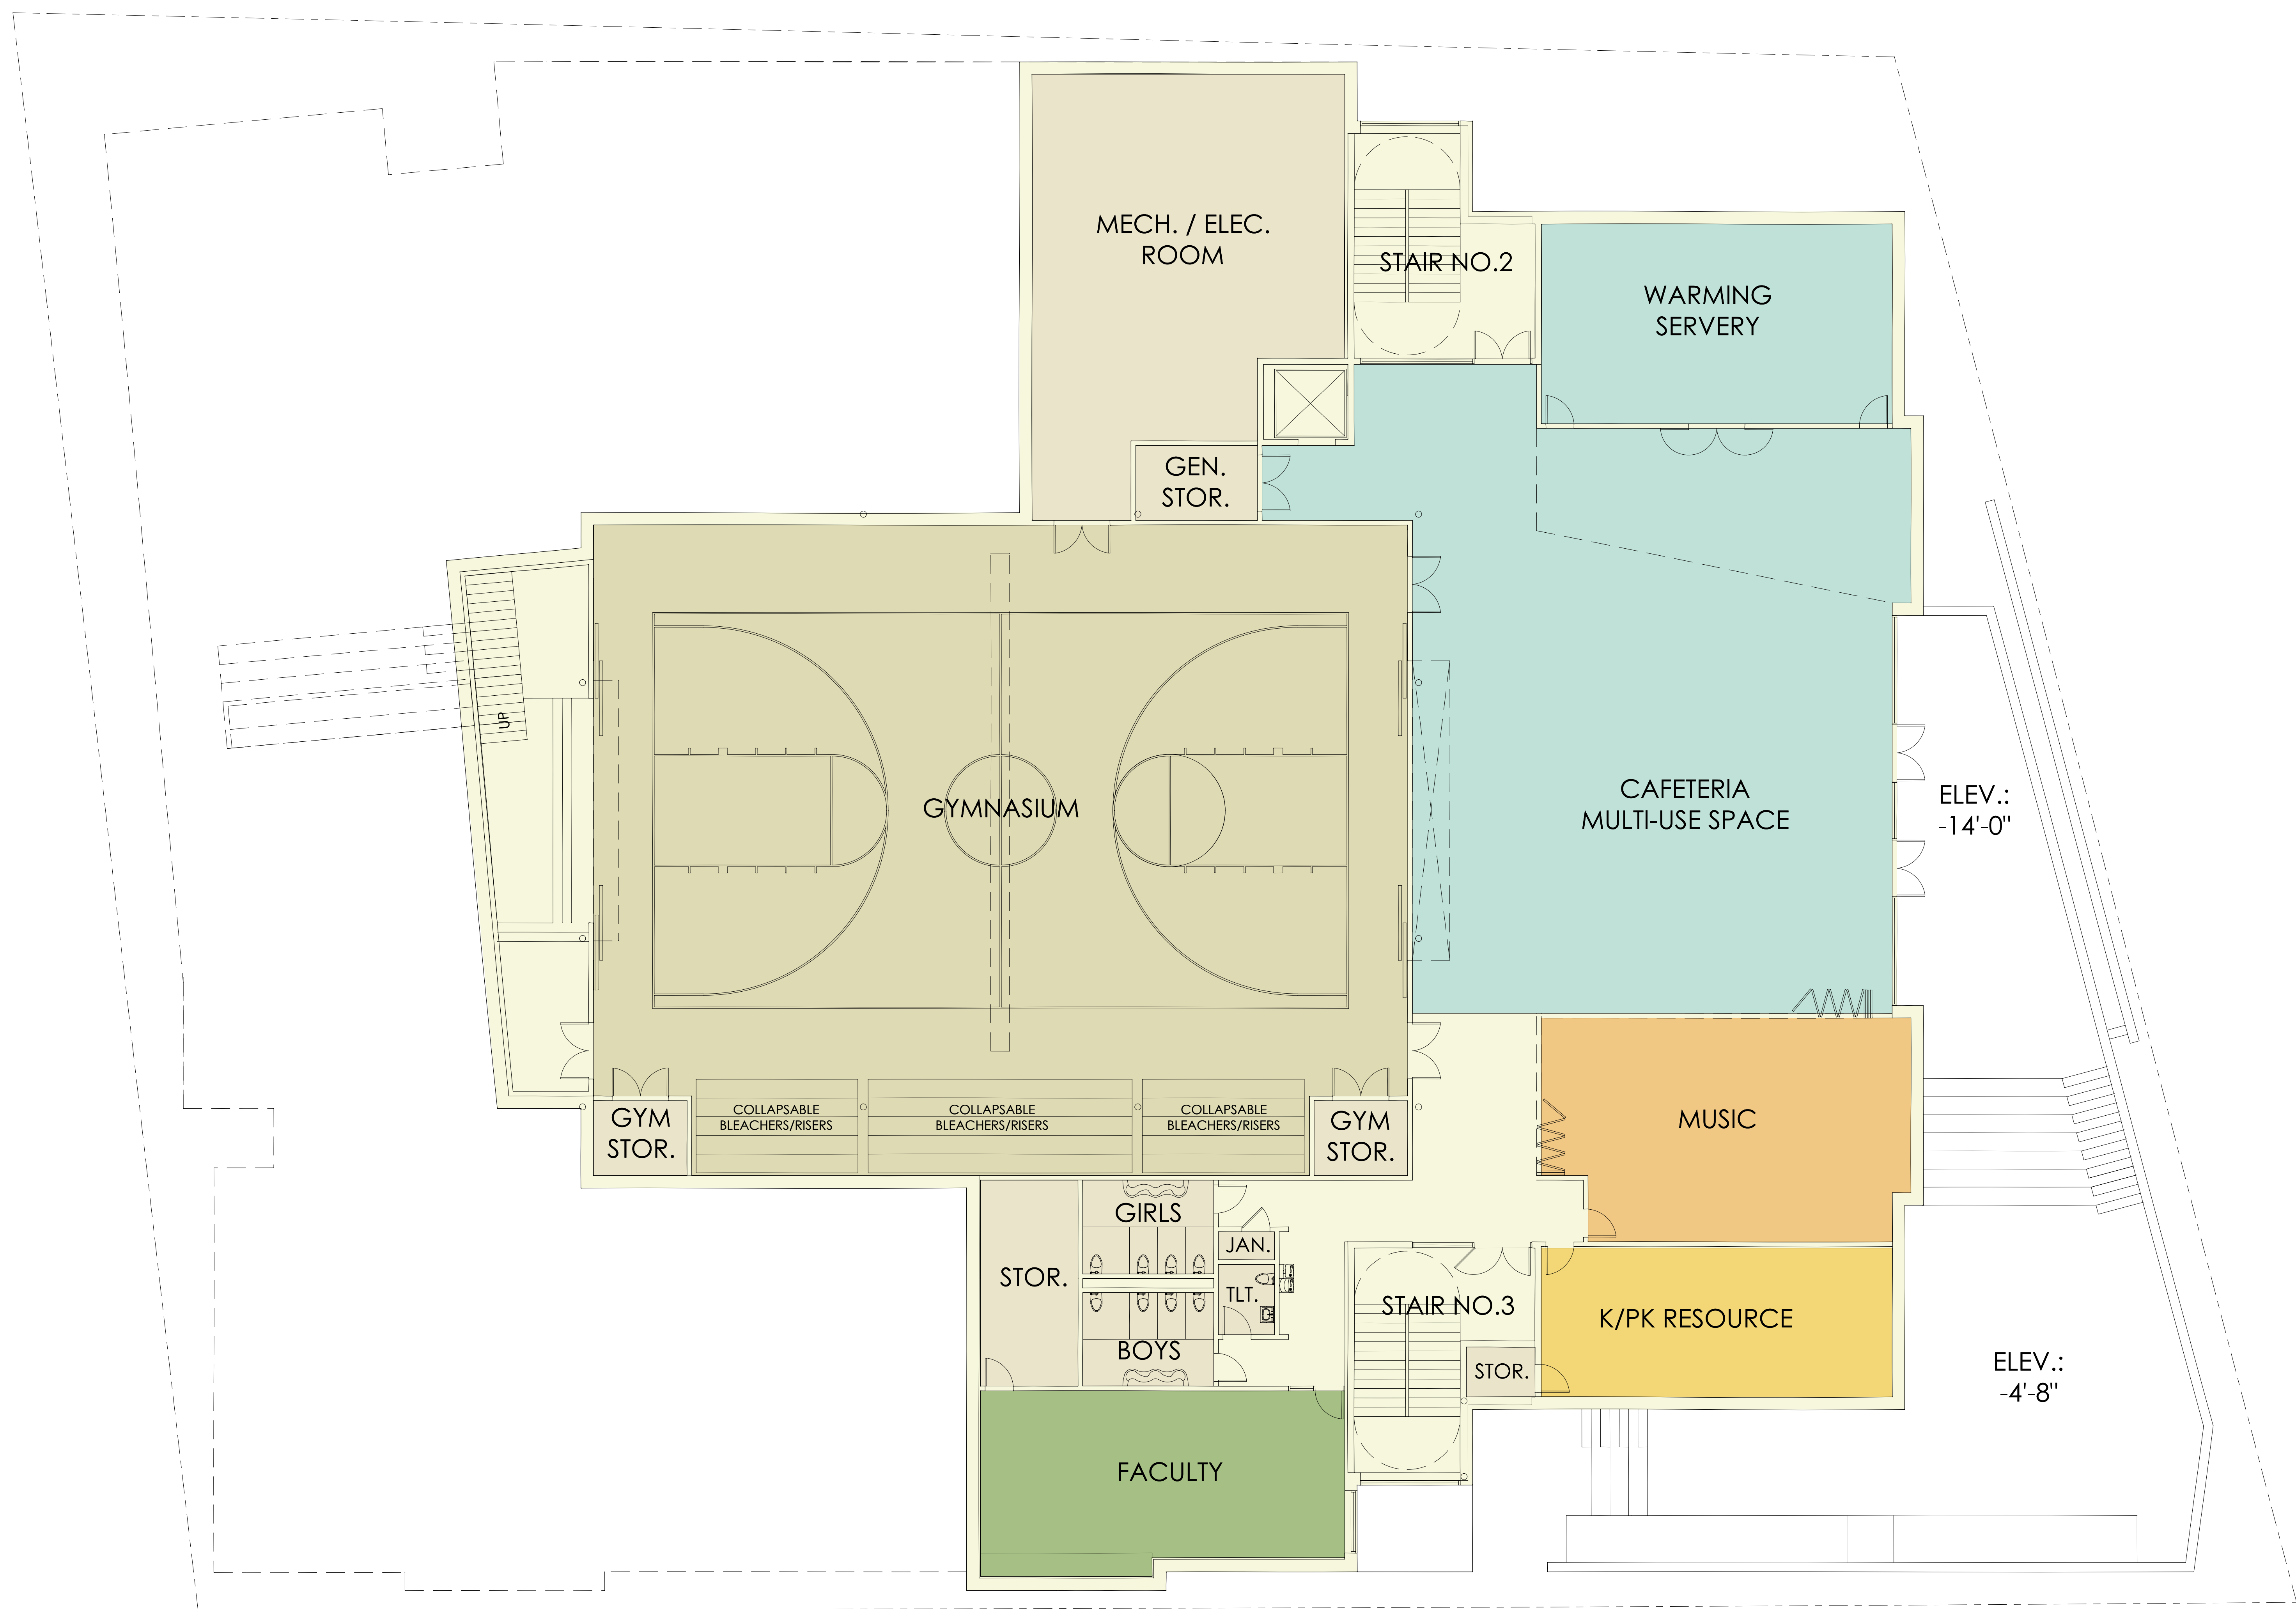 MECH. / ELEC.
ROOM
STAIR NO.2
WARMING
SERVERY
GEN.
STOR.
UP
GYMNASIUM
CAFETERIA
MULTI-USE SPACE
ELEV.:
-14'-0"
GYM
STOR.
COLLAPSABLE
BLEACHERS/RISERS
COLLAPSABLE
BLEACHERS/RISERS
COLLAPSABLE
BLEACHERS/RISERS
GYM
STOR.
MUSIC
GIRLS
JAN.
STOR.
TLT.
BOYS
STAIR NO.3
K/PK RESOURCE
STOR.
ELEV.:
-4'-8"
FACULTY